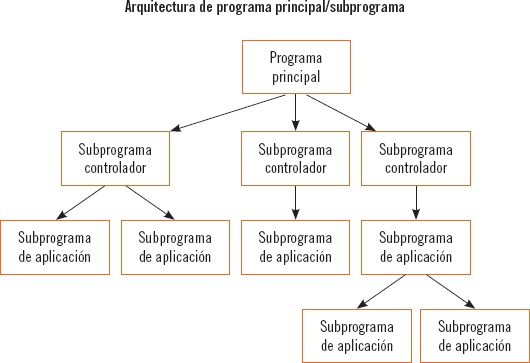 Arquitectura de programa principal/subprograma
Programa
principal
Subprograma
controlador
Subprograma
controlador
Subprograma
controlador
Subprograma
de aplicación
Subprograma
de aplicación
Subprograma
de aplicación
Subprograma
de aplicación
Subprograma
de aplicación
Subprograma
de aplicación